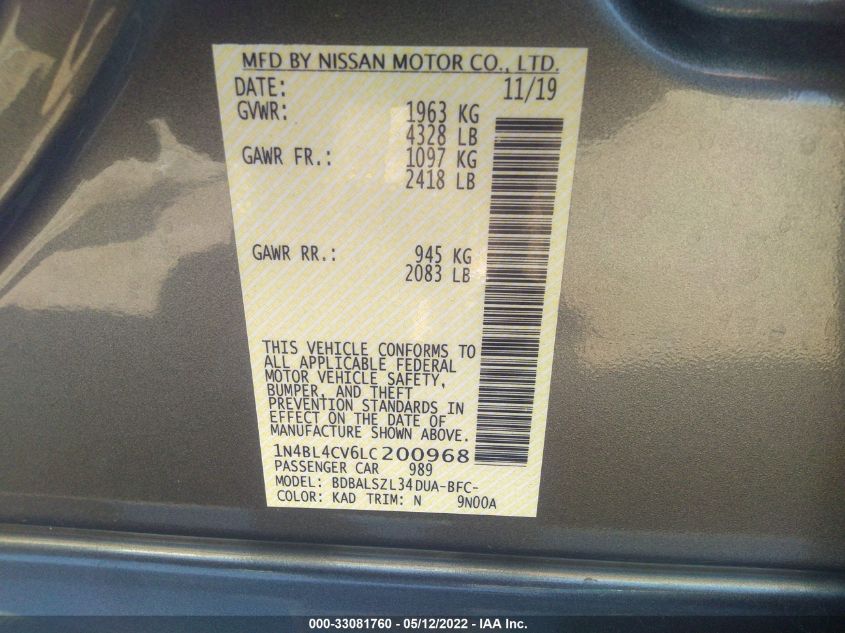 MFD BY NISSAN MOTOR CO., LTD.
DATE: 11/19
GVWR: 1963 KG
4328 LB
GAWR FR.: 1097 KG
2418 LB
GAWR RR.: 945 KG
2083 LB
THIS VEHICLE CONFORMS TO
ALL APPLICABLE FEDERAL
MOTOR VEHICLE SAFETY,
BUMPER, AND THEFT
PREVENTION STANDARDS IN
EFFECT ON THE DATE OF
MANUFACTURE SHOWN ABOVE.
1N4BL4CV6LC200968
PASSENGER CAR 989
MODEL: BDBALSZL34DUA-BFC-
COLOR: KAD TRIM: N 9N00A
000-33081760 - 05/12/2022 - IAA Inc.